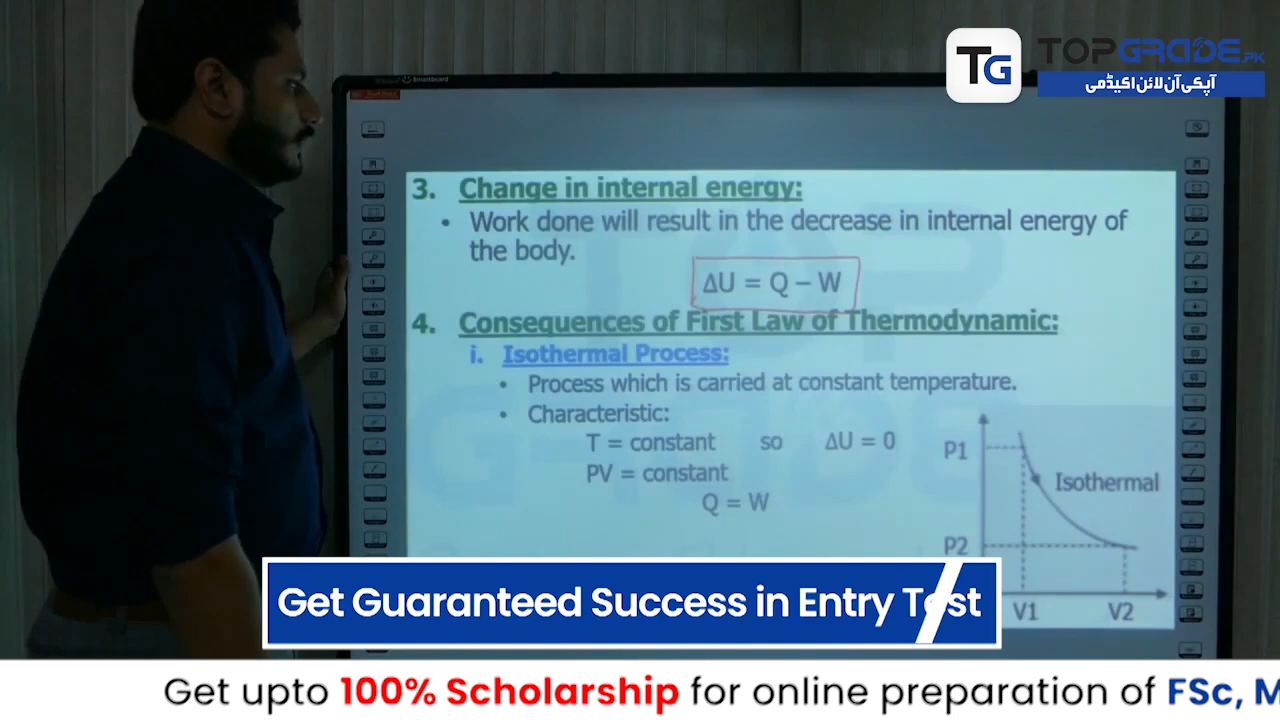 TG TOPGRADE.PK
آپکی آن لائن اکیڈمی
Smartboard
3. Change in internal energy:
• Work done will result in the decrease in internal energy of
the body.
ΔU = Q – W
4. Consequences of First Law of Thermodynamic:
i. Isothermal Process:
• Process which is carried at constant temperature.
• Characteristic:
T = constant so ΔU = 0
PV = constant
Q = W
P1
Isothermal
P2
V1 V2
Get Guaranteed Success in Entry Test
Get upto 100% Scholarship for online preparation of FSc, M